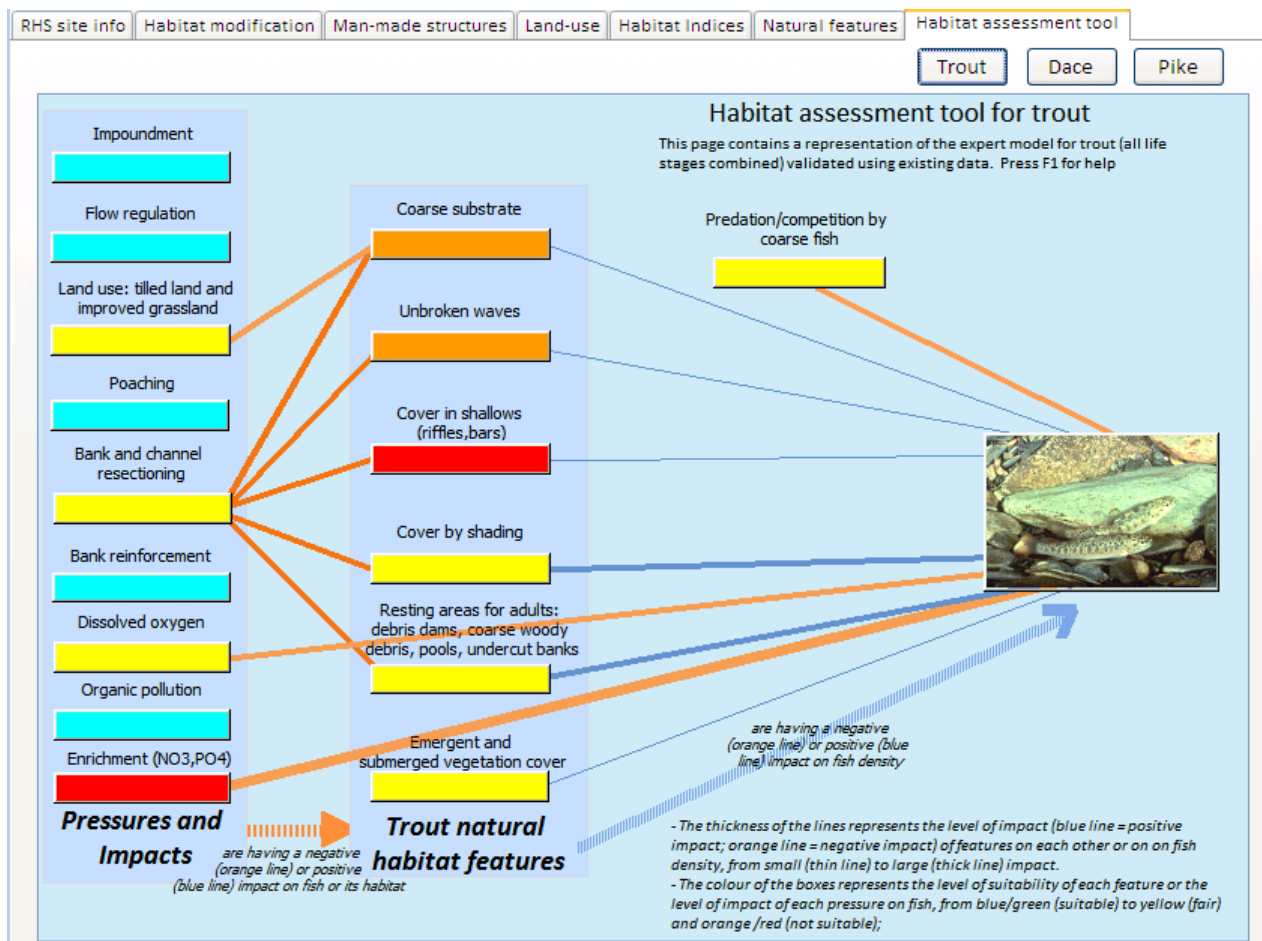 RHS site info
Habitat modification
Man-made structures
Land-use
Habitat Indices
Natural features
Habitat assessment tool
Trout
Dace
Pike
Habitat assessment tool for trout
This page contains a representation of the expert model for trout (all life
stages combined) validated using existing data. Press F1 for help
Impoundment
Flow regulation
Land use: tilled land and
improved grassland
Poaching
Bank and channel
resectioning
Bank reinforcement
Dissolved oxygen
Organic pollution
Enrichment (NO3,PO4)
Pressures and
Impacts
are having a negative
(orange line) or positive
(blue line) impact on fish or its habitat
Coarse substrate
Unbroken waves
Cover in shallows
(riffles,bars)
Cover by shading
Resting areas for adults:
debris dams, coarse woody
debris, pools, undercut banks
Emergent and
submerged vegetation cover
Trout natural
habitat features
Predation/competition by
coarse fish
are having a negative
(orange line) or positive (blue
line) impact on fish density
- The thickness of the lines represents the level of impact (blue line = positive
impact; orange line = negative impact) of features on each other or on on fish
density, from small (thin line) to large (thick line) impact.
- The colour of the boxes represents the level of suitability of each feature or the
level of impact of each pressure on fish, from blue/green (suitable) to yellow (fair)
and orange /red (not suitable);